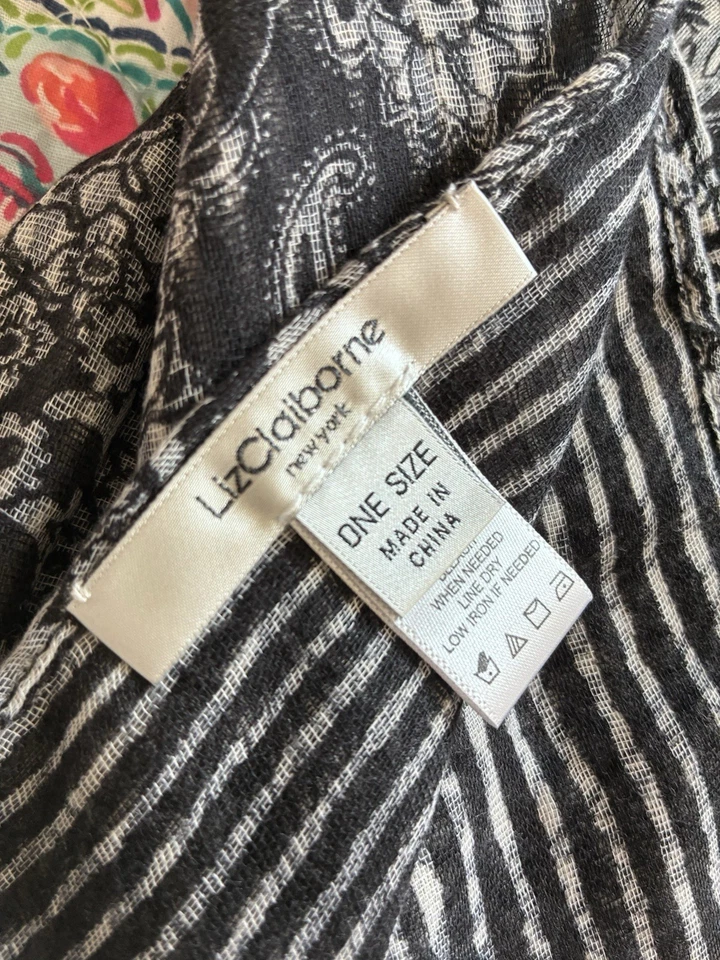 LizClaiborne
new york
ONE SIZE
MADE IN
CHINA
WHEN NEEDED
LINE DRY
LOW IRON IF NEEDED